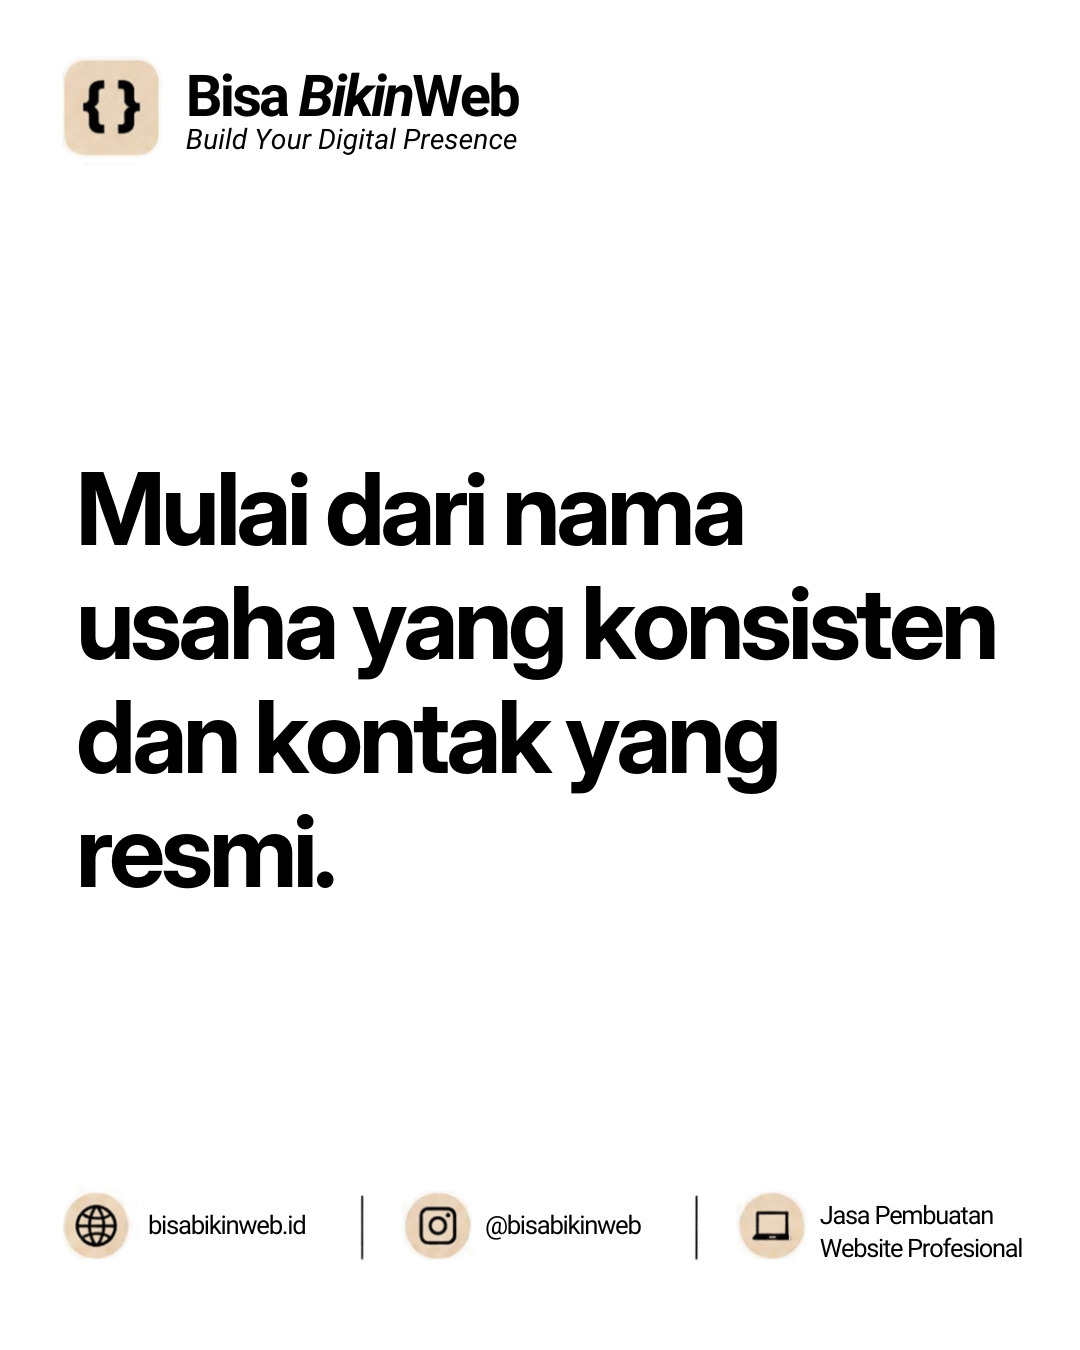 { }
Bisa BikinWeb
Build Your Digital Presence
Mulai dari nama
usaha yang konsisten
dan kontak yang
resmi.
bisabikinweb.id
@bisabikinweb
Jasa Pembuatan
Website Profesional